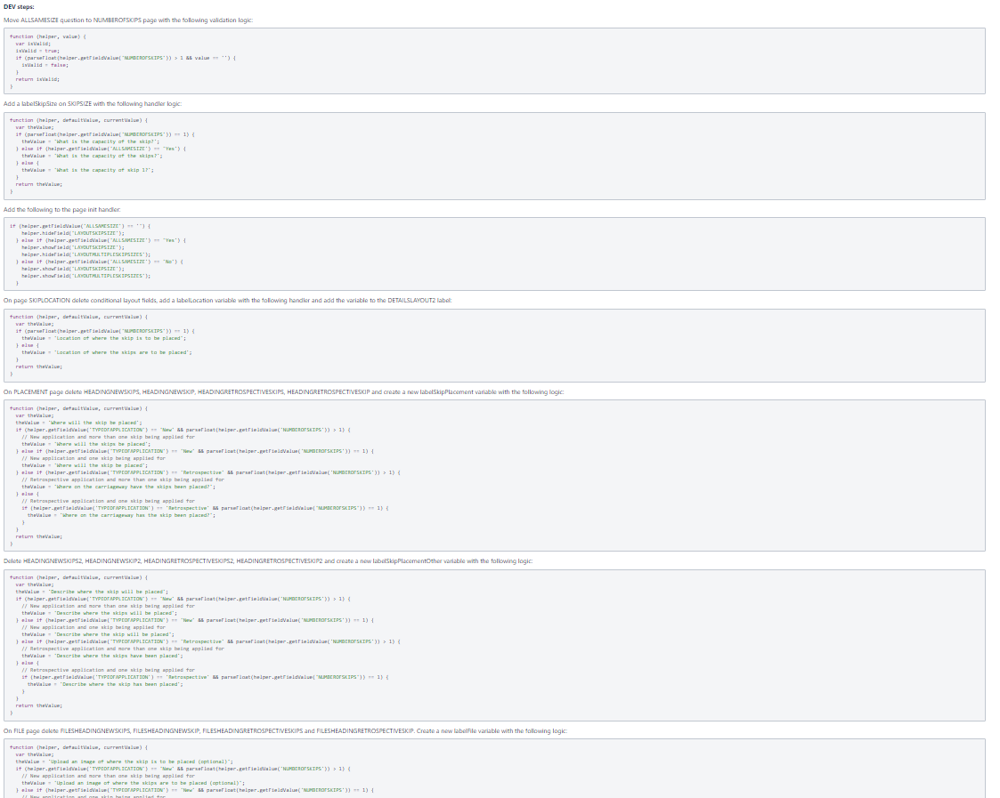 DEV steps:
Move ALLSAMESIZE question to NUMBEROFSKIPS page with the following validation logic:
function (helper, value) {
var isValid;
isValid = true;
if (parseFloat(helper.getFieldValue('NUMBEROFSKIPS')) > 1 && value == '') {
isValid = false;
}
return isValid;
}
Add a labelSkipSize on SKIPSIZE with the following handler logic:
function (helper, defaultValue, currentValue) {
var theValue;
if (parseFloat(helper.getFieldValue('NUMBEROFSKIPS')) == 1) {
theValue = 'What is the capacity of the skip?';
} else if (helper.getFieldValue('ALLSAMESIZE') == 'Yes') {
theValue = 'What is the capacity of the skips?';
} else {
theValue = 'What is the capacity of skip 1?';
}
return theValue;
}
Add the following to the page init handler:
if (helper.getFieldValue('ALLSAMESIZE') == '') {
helper.hideField('LAYOUTSKIPSIZE');
} else if (helper.getFieldValue('ALLSAMESIZE') == 'Yes') {
helper.showField('LAYOUTSKIPSIZE');
helper.hideField('LAYOUTMULTIPLESKIPSIZES');
} else if (helper.getFieldValue('ALLSAMESIZE') == 'No') {
helper.showField('LAYOUTSKIPSIZE');
helper.showField('LAYOUTMULTIPLESKIPSIZES');
}
On page SKIPLOCATION delete conditional layout fields, add a labelLocation variable with the following handler and add the variable to the DETAILSLAYOUT2 label:
function (helper, defaultValue, currentValue) {
var theValue;
if (parseFloat(helper.getFieldValue('NUMBEROFSKIPS')) == 1) {
theValue = 'Location of where the skip is to be placed';
} else {
theValue = 'Location of where the skips are to be placed';
}
return theValue;
}
On PLACEMENT page delete HEADINGNEWSKIPS, HEADINGNEWSKIP, HEADINGRETROSPECTIVESKIPS, HEADINGRETROSPECTIVESKIP and create a new labelSkipPlacement variable with the following logic:
function (helper, defaultValue, currentValue) {
var theValue;
theValue = 'Where will the skip be placed';
if (helper.getFieldValue('TYPEOFAPPLICATION') == 'New' && parseFloat(helper.getFieldValue('NUMBEROFSKIPS')) > 1) {
// New application and more than one skip being applied for
theValue = 'Where will the skips be placed';
} else if (helper.getFieldValue('TYPEOFAPPLICATION') == 'New' && parseFloat(helper.getFieldValue('NUMBEROFSKIPS')) == 1) {
// New application and one skip being applied for
theValue = 'Where will the skip be placed';
} else if (helper.getFieldValue('TYPEOFAPPLICATION') == 'Retrospective' && parseFloat(helper.getFieldValue('NUMBEROFSKIPS')) > 1) {
// Retrospective application and more than one skip being applied for
theValue = 'Where on the carriageway have the skips been placed?';
} else {
// Retrospective application and one skip being applied for
if (helper.getFieldValue('TYPEOFAPPLICATION') == 'Retrospective' && parseFloat(helper.getFieldValue('NUMBEROFSKIPS')) == 1) {
theValue = 'Where on the carriageway has the skip been placed?';
}
}
return theValue;
}
Delete HEADINGNEWSKIPS2, HEADINGNEWSKIP2, HEADINGRETROSPECTIVESKIPS2, HEADINGRETROSPECTIVESKIP2 and create a new labelSkipPlacementOther variable with the following logic:
function (helper, defaultValue, currentValue) {
var theValue;
theValue = 'Describe where the skip will be placed';
if (helper.getFieldValue('TYPEOFAPPLICATION') == 'New' && parseFloat(helper.getFieldValue('NUMBEROFSKIPS')) > 1) {
// New application and more than one skip being applied for
theValue = 'Describe where the skips will be placed';
} else if (helper.getFieldValue('TYPEOFAPPLICATION') == 'New' && parseFloat(helper.getFieldValue('NUMBEROFSKIPS')) == 1) {
// New application and one skip being applied for
theValue = 'Describe where the skip will be placed';
} else if (helper.getFieldValue('TYPEOFAPPLICATION') == 'Retrospective' && parseFloat(helper.getFieldValue('NUMBEROFSKIPS')) > 1) {
// Retrospective application and more than one skip being applied for
theValue = 'Describe where the skips have been placed';
} else {
// Retrospective application and one skip being applied for
if (helper.getFieldValue('TYPEOFAPPLICATION') == 'Retrospective' && parseFloat(helper.getFieldValue('NUMBEROFSKIPS')) == 1) {
theValue = 'Describe where the skip has been placed';
}
}
return theValue;
}
On FILE page delete FILESHEADINGNEWSKIPS, FILESHEADINGNEWSKIP, FILESHEADINGRETROSPECTIVESKIPS and FILESHEADINGRETROSPECTIVESKIP. Create a new labelFile variable with the following logic:
function (helper, defaultValue, currentValue) {
var theValue;
theValue = 'Upload an image of where the skip is to be placed (optional)';
if (helper.getFieldValue('TYPEOFAPPLICATION') == 'New' && parseFloat(helper.getFieldValue('NUMBEROFSKIPS')) > 1) {
// New application and more than one skip being applied for
theValue = 'Upload an image of where the skips are to be placed (optional)';
} else if (helper.getFieldValue('TYPEOFAPPLICATION') == 'New' && parseFloat(helper.getFieldValue('NUMBEROFSKIPS')) == 1) {
// New application and one skip being applied for